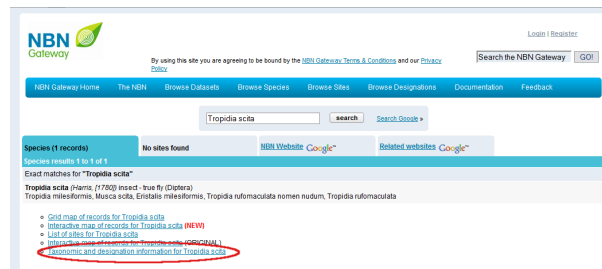 Login | Register
NBN
Gateway
By using this site you are agreeing to be bound by the NBN Gateway Terms & Conditions and our Privacy
Policy
Search the NBN Gateway GO!
NBN Gateway Home The NBN Browse Datasets Browse Species Browse Sites Browse Designations Documentation Feedback
Tropidia scita search Search Google »
Species (1 records) No sites found NBN Website Google™ Related websites Google™
Species results 1 to 1 of 1
Exact matches for "Tropidia scita"
Tropidia scita (Harris, [1780]) insect - true fly (Diptera)
Tropidia milesiformis, Musca scita, Eristalis milesiformis, Tropidia rufomaculata nomen nudum, Tropidia rufomaculata
Grid map of records for Tropidia scita
Interactive map of records for Tropidia scita (NEW)
List of sites for Tropidia scita
Interactive map of records for Tropidia scita (ORIGINAL)
Taxonomic and designation information for Tropidia scita